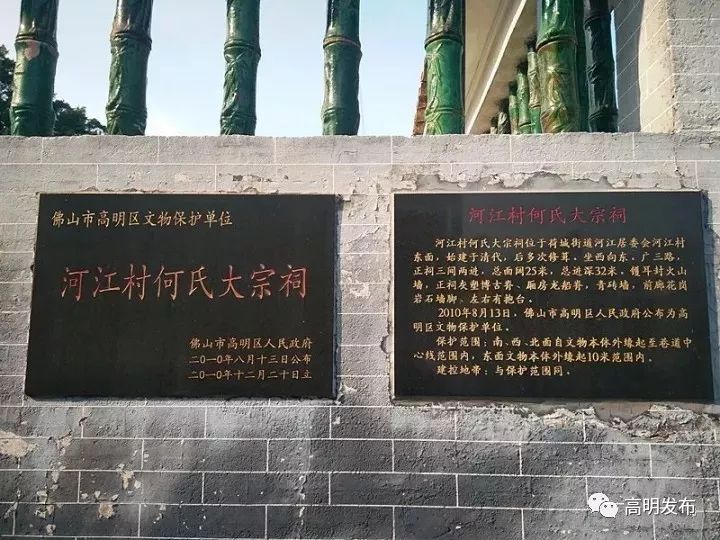 佛山市高明区文物保护单位
河江村何氏大宗祠
佛山市高明区人民政府
二〇一〇年八月十三日公布
二〇一〇年十二月二十日立
河江村何氏大宗祠
河江村何氏大宗祠位于荷城街道河江居委会河江村
东面，始建于清代，后多次修葺，坐西向东，广三路，
正祠三间两进，总面阔25米，总进深32米，镬耳封火山
墙，正祠灰塑博古脊、厢房龙船脊，青砖墙，前廊花岗
岩石墙脚，左右有抱台。
2010年8月13日，佛山市高明区人民政府公布为高
明区文物保护单位。
保护范围：南、西、北面自文物本体外缘起至巷道中
心线范围内，东面文物本体外缘起10米范围内。
建控地带：与保护范围同。
高明发布